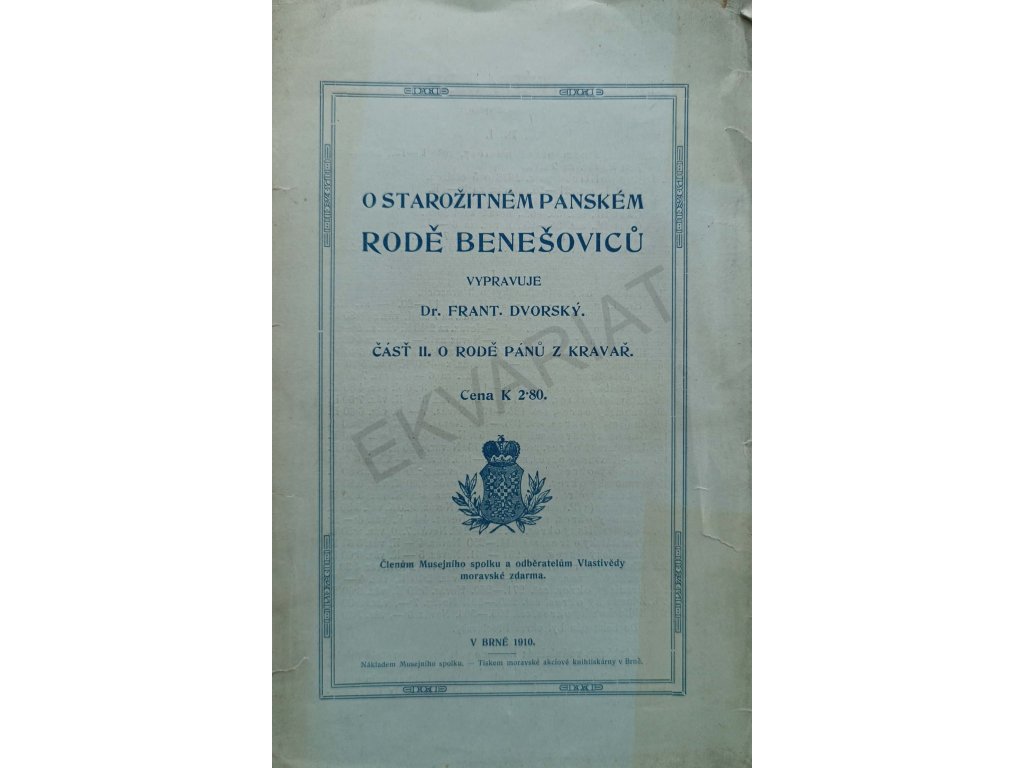 O STAROŽITNÉM PANSKÉM
RODĚ BENEŠOVICŮ
VYPRAVUJE
Dr. FRANT. DVORSKÝ.
ČÁSŤ II. O RODĚ PÁNŮ Z KRAVAŘ.
Cena K 2·80.
EKVARIAT
Členům Musejního spolku a odběratelům Vlastivědy
moravské zdarma.
V BRNĚ 1910.
Nákladem Musejního spolku. — Tiskem moravské akciové knihtiskárny v Brně.